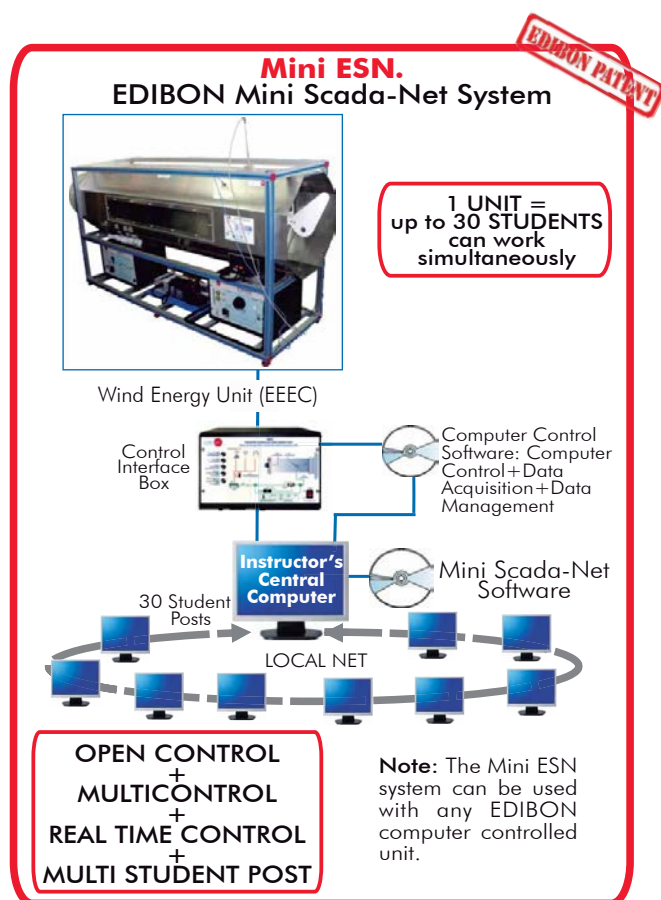 EDIBON PATENT
Mini ESN.
EDIBON Mini Scada-Net System
1 UNIT =
up to 30 STUDENTS
can work
simultaneously
Wind Energy Unit (EEEC)
Control
Interface
Box
Computer Control
Software: Computer
Control+Data
Acquisition+Data
Management
Instructor's
Central
Computer
Mini Scada-Net
Software
30 Student
Posts
LOCAL NET
OPEN CONTROL
+
MULTICONTROL
+
REAL TIME CONTROL
+
MULTI STUDENT POST
Note: The Mini ESN
system can be used
with any EDIBON
computer controlled
unit.